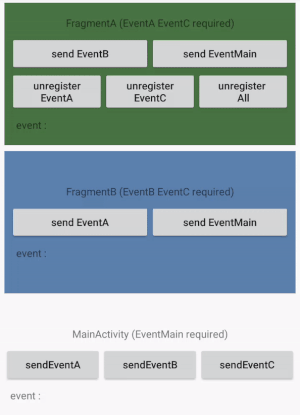 FragmentA (EventA EventC required)
send EventB send EventMain
unregister EventA unregister EventC unregister All
event :
FragmentB (EventB EventC required)
send EventA send EventMain
event :
MainActivity (EventMain required)
sendEventA sendEventB sendEventC
event :